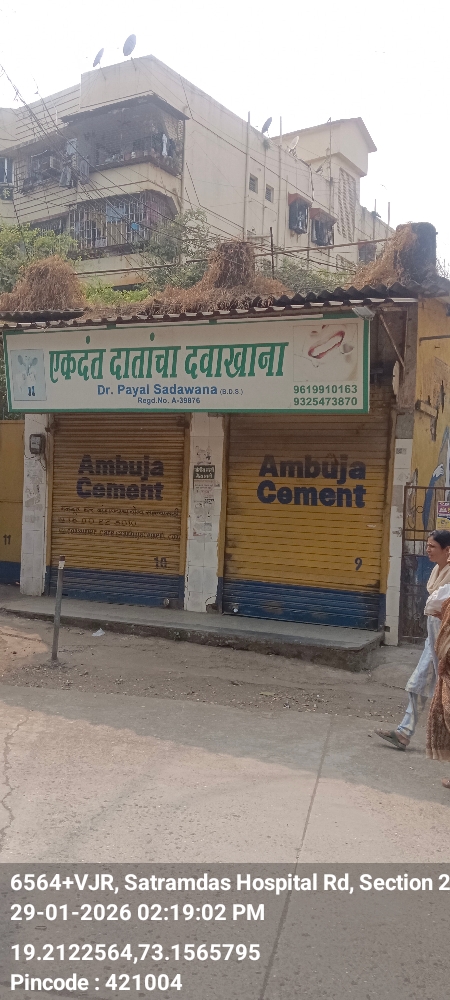 एकदंत दातांचा दवाखाना
Dr. Payal Sadawana (B.D.S.)
Regd.No. A-39876
9619910163
9325473870
Ambuja
Cement
10
Ambuja
Cement
9
11
6564+VJR, Satramdas Hospital Rd, Section 2
29-01-2026 02:19:02 PM
19.2122564,73.1565795
Pincode : 421004